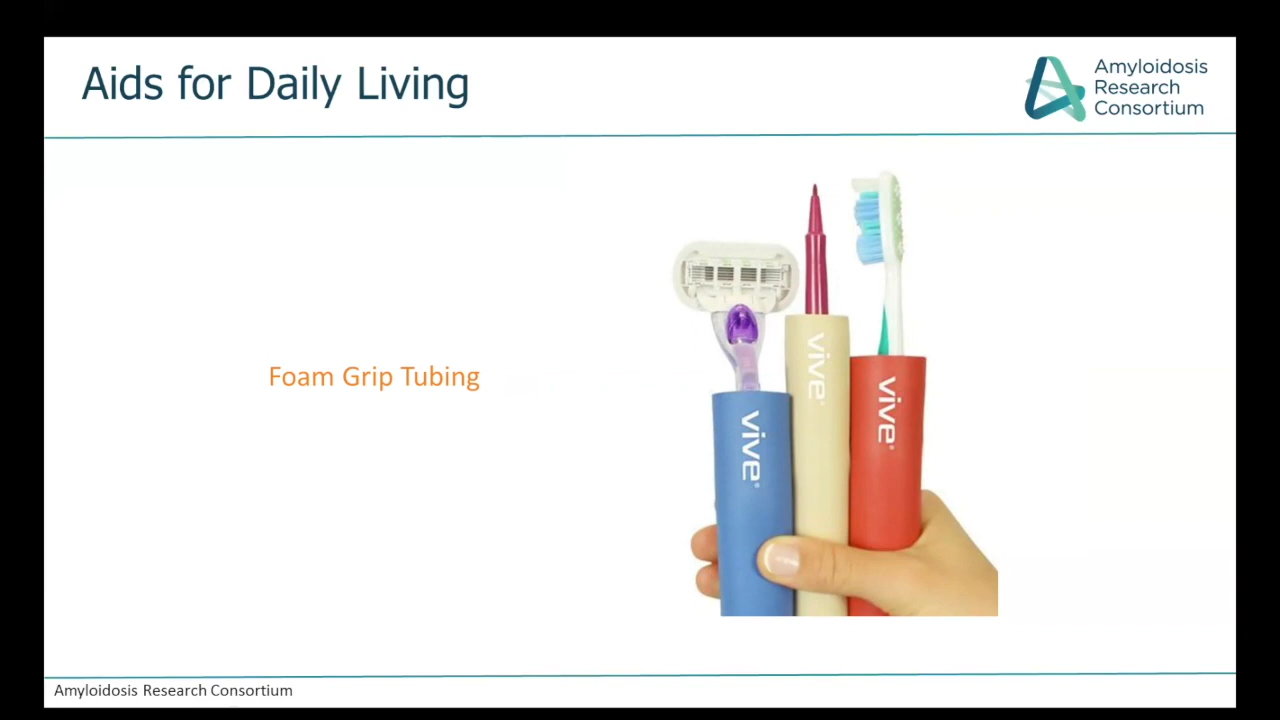 Aids for Daily Living
Amyloidosis
Research
Consortium
Foam Grip Tubing
vive®
vive®
vive®
Amyloidosis Research Consortium